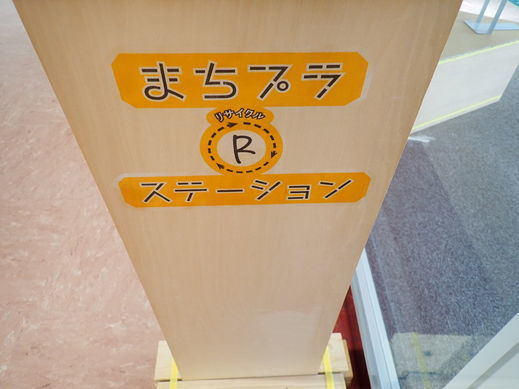 まちプラ
リサイクル
R
ステーション